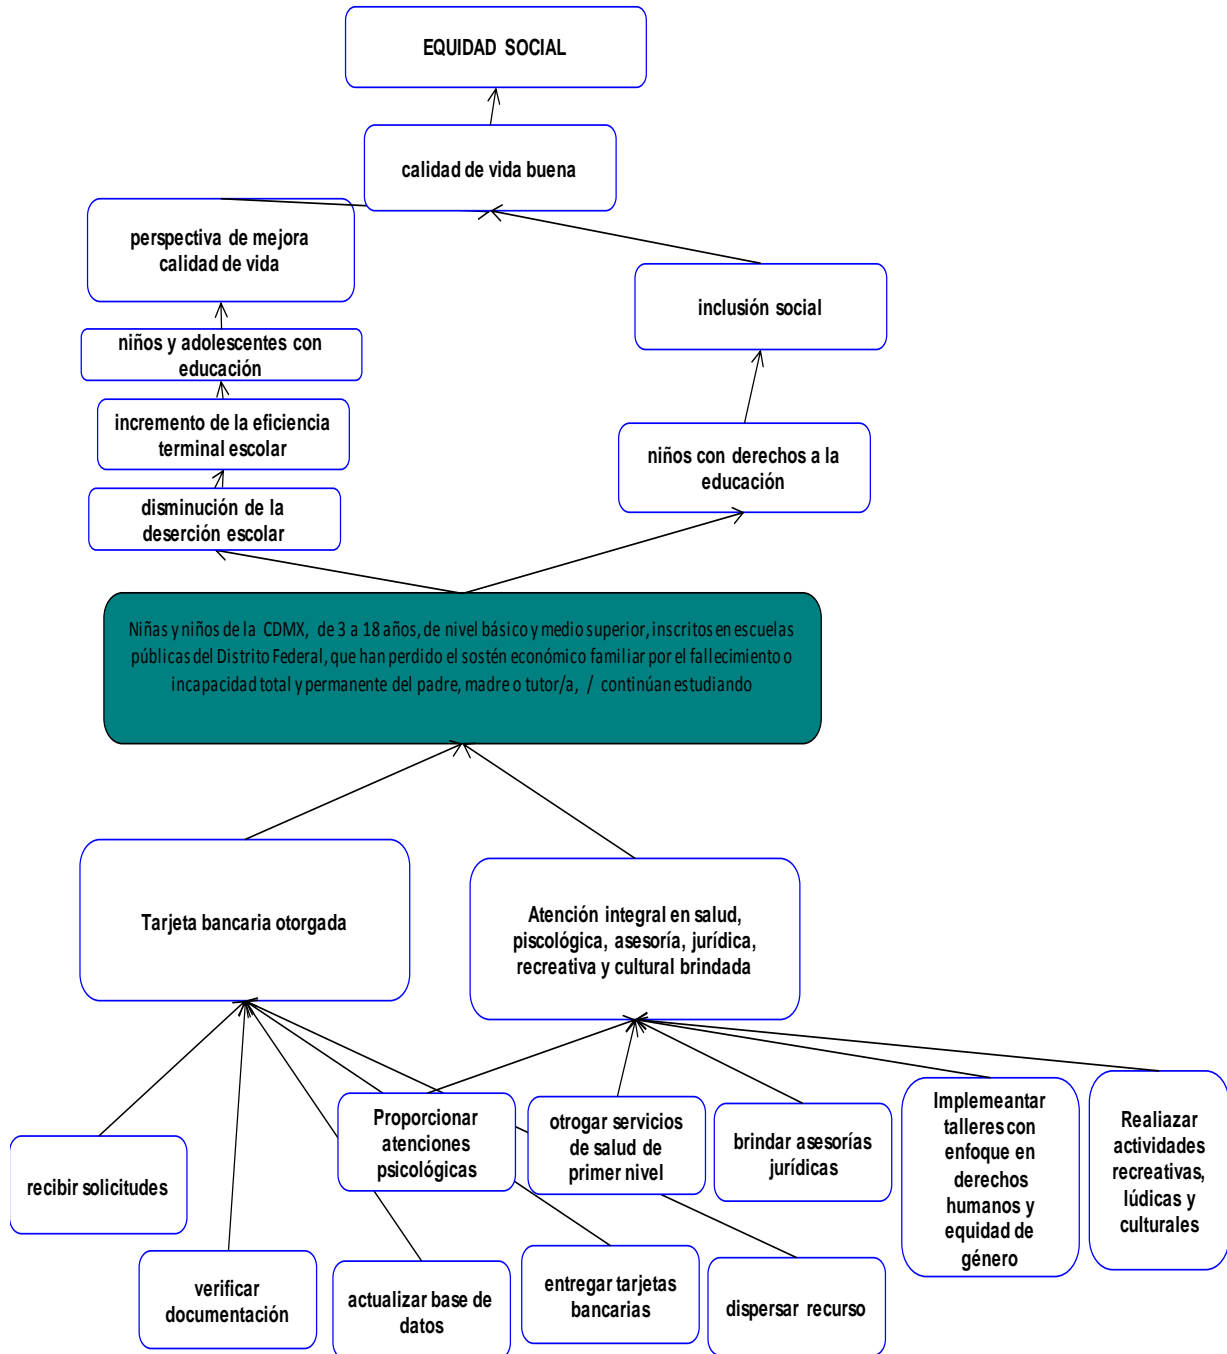 EQUIDAD SOCIAL
calidad de vida buena
perspectiva de mejora
calidad de vida
inclusión social
niños y adolescentes con
educación
incremento de la eficiencia
terminal escolar
niños con derechos a la
educación
disminución de la
deserción escolar
Niñas y niños de la CDMX, de 3 a 18 años, de nivel básico y medio superior, inscritos en escuelas
públicas del Distrito Federal, que han perdido el sostén económico familiar por el fallecimiento o
incapacidad total y permanente del padre, madre o tutor/a, / continúan estudiando
Tarjeta bancaria otorgada
Atención integral en salud,
piscológica, asesoría, jurídica,
recreativa y cultural brindada
recibir solicitudes
Proporcionar
atenciones
psicológicas
otrogar servicios
de salud de
primer nivel
brindar asesorías
jurídicas
Implemeantar
talleres con
enfoque en
derechos
humanos y
equidad de
género
Realiazar
actividades
recreativas,
lúdicas y
culturales
verificar
documentación
actualizar base de
datos
entregar tarjetas
bancarias
dispersar recurso